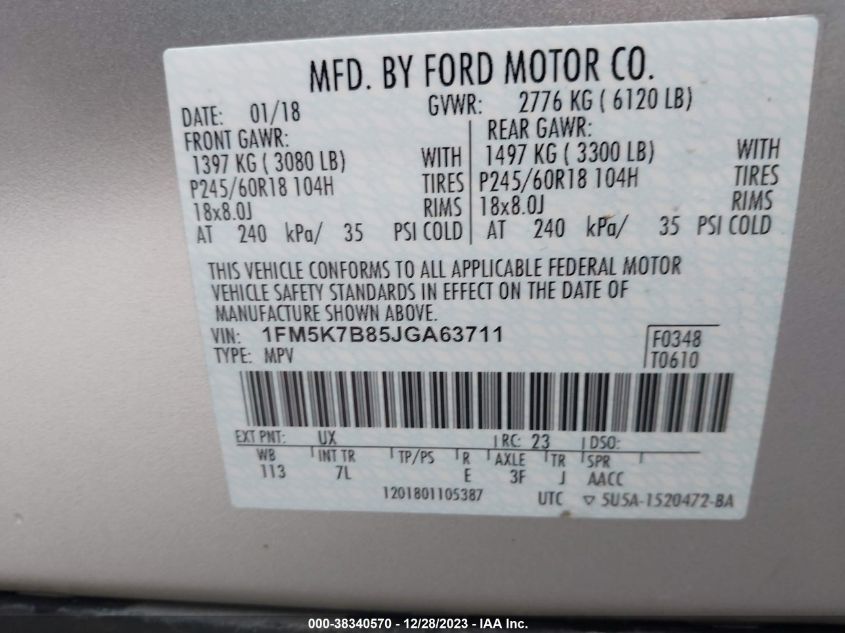 MFD. BY FORD MOTOR CO.
DATE: 01/18 GVWR: 2776 KG ( 6120 LB)
FRONT GAWR: REAR GAWR:
1397 KG ( 3080 LB) WITH 1497 KG ( 3300 LB) WITH
P245/60R18 104H TIRES P245/60R18 104H TIRES
18x8.0J RIMS 18x8.0J RIMS
AT 240 kPa/ 35 PSI COLD AT 240 kPa/ 35 PSI COLD
THIS VEHICLE CONFORMS TO ALL APPLICABLE FEDERAL MOTOR
VEHICLE SAFETY STANDARDS IN EFFECT ON THE DATE OF
MANUFACTURE SHOWN ABOVE.
VIN: 1FM5K7B85JGA63711 F0348
TYPE: MPV T0610
EXT PNT: UX RC: 23 DSO:
WB INT TR TP/PS R AXLE TR SPR
113 7L E 3F J AACC
1201801105387 UTC ▽ 5U5A-1520472-BA
000-38340570 - 12/28/2023 - IAA Inc.